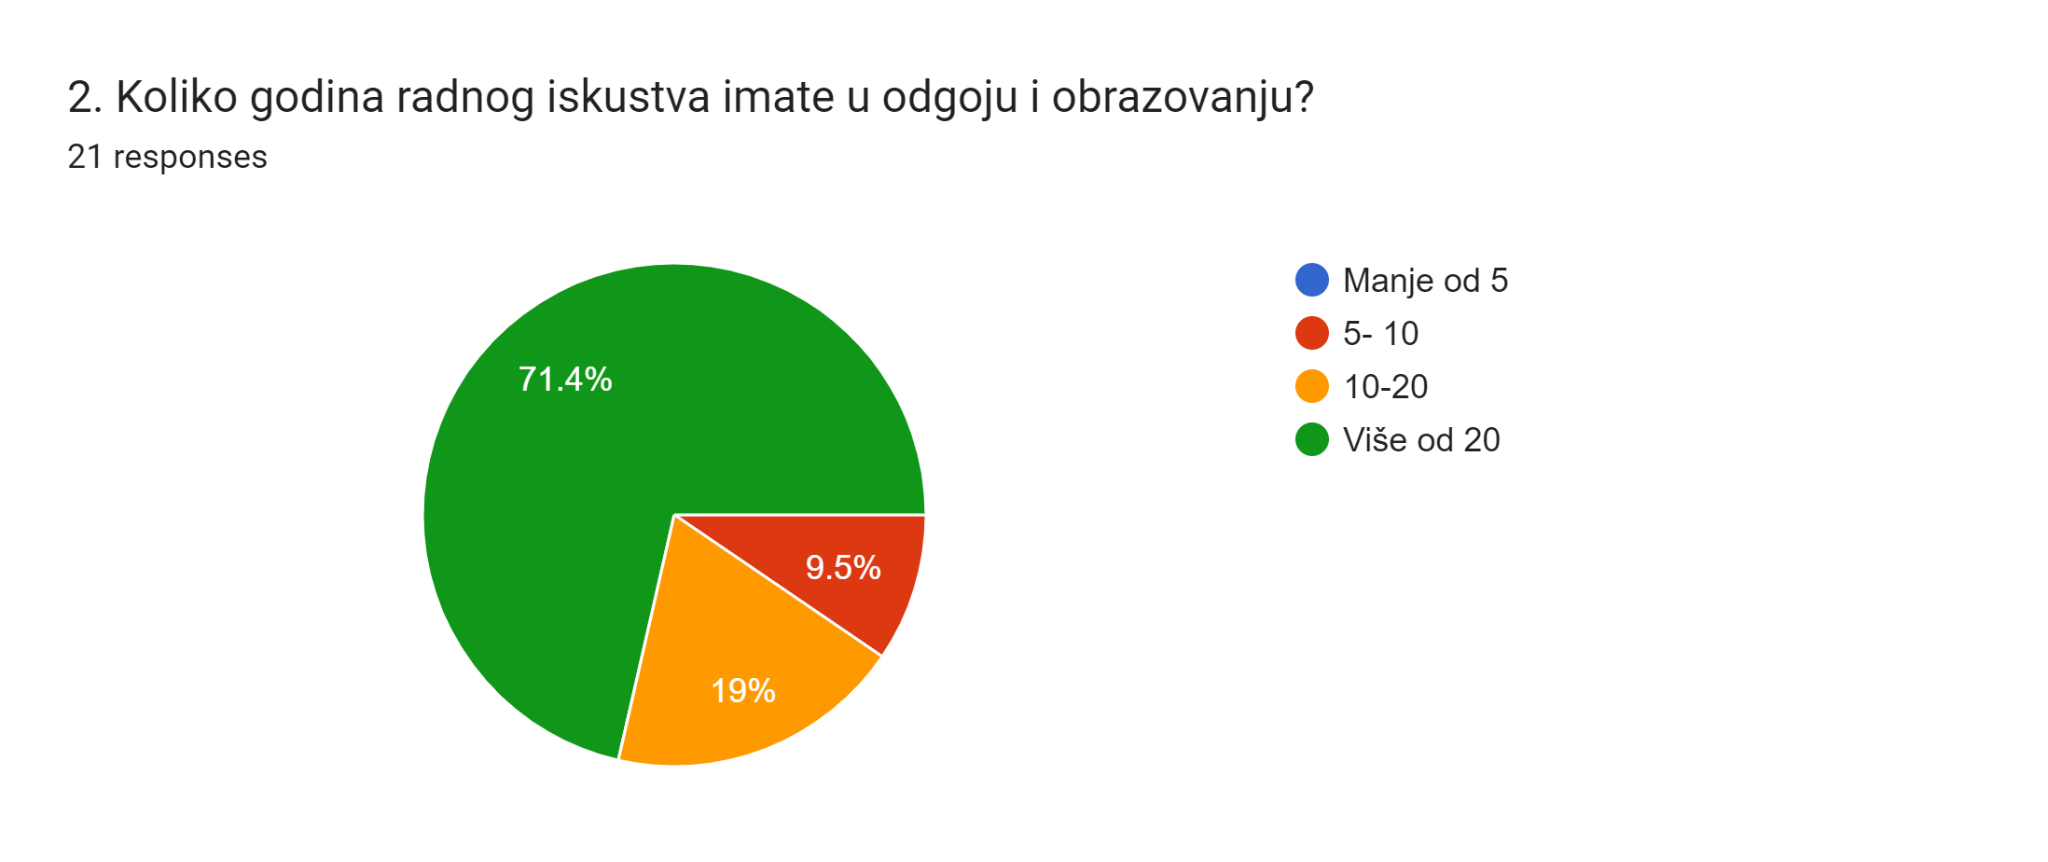 2. Koliko godina radnog iskustva imate u odgoju i obrazovanju?
21 responses
Manje od 5
5- 10
10-20
Više od 20
71.4%
9.5%
19%